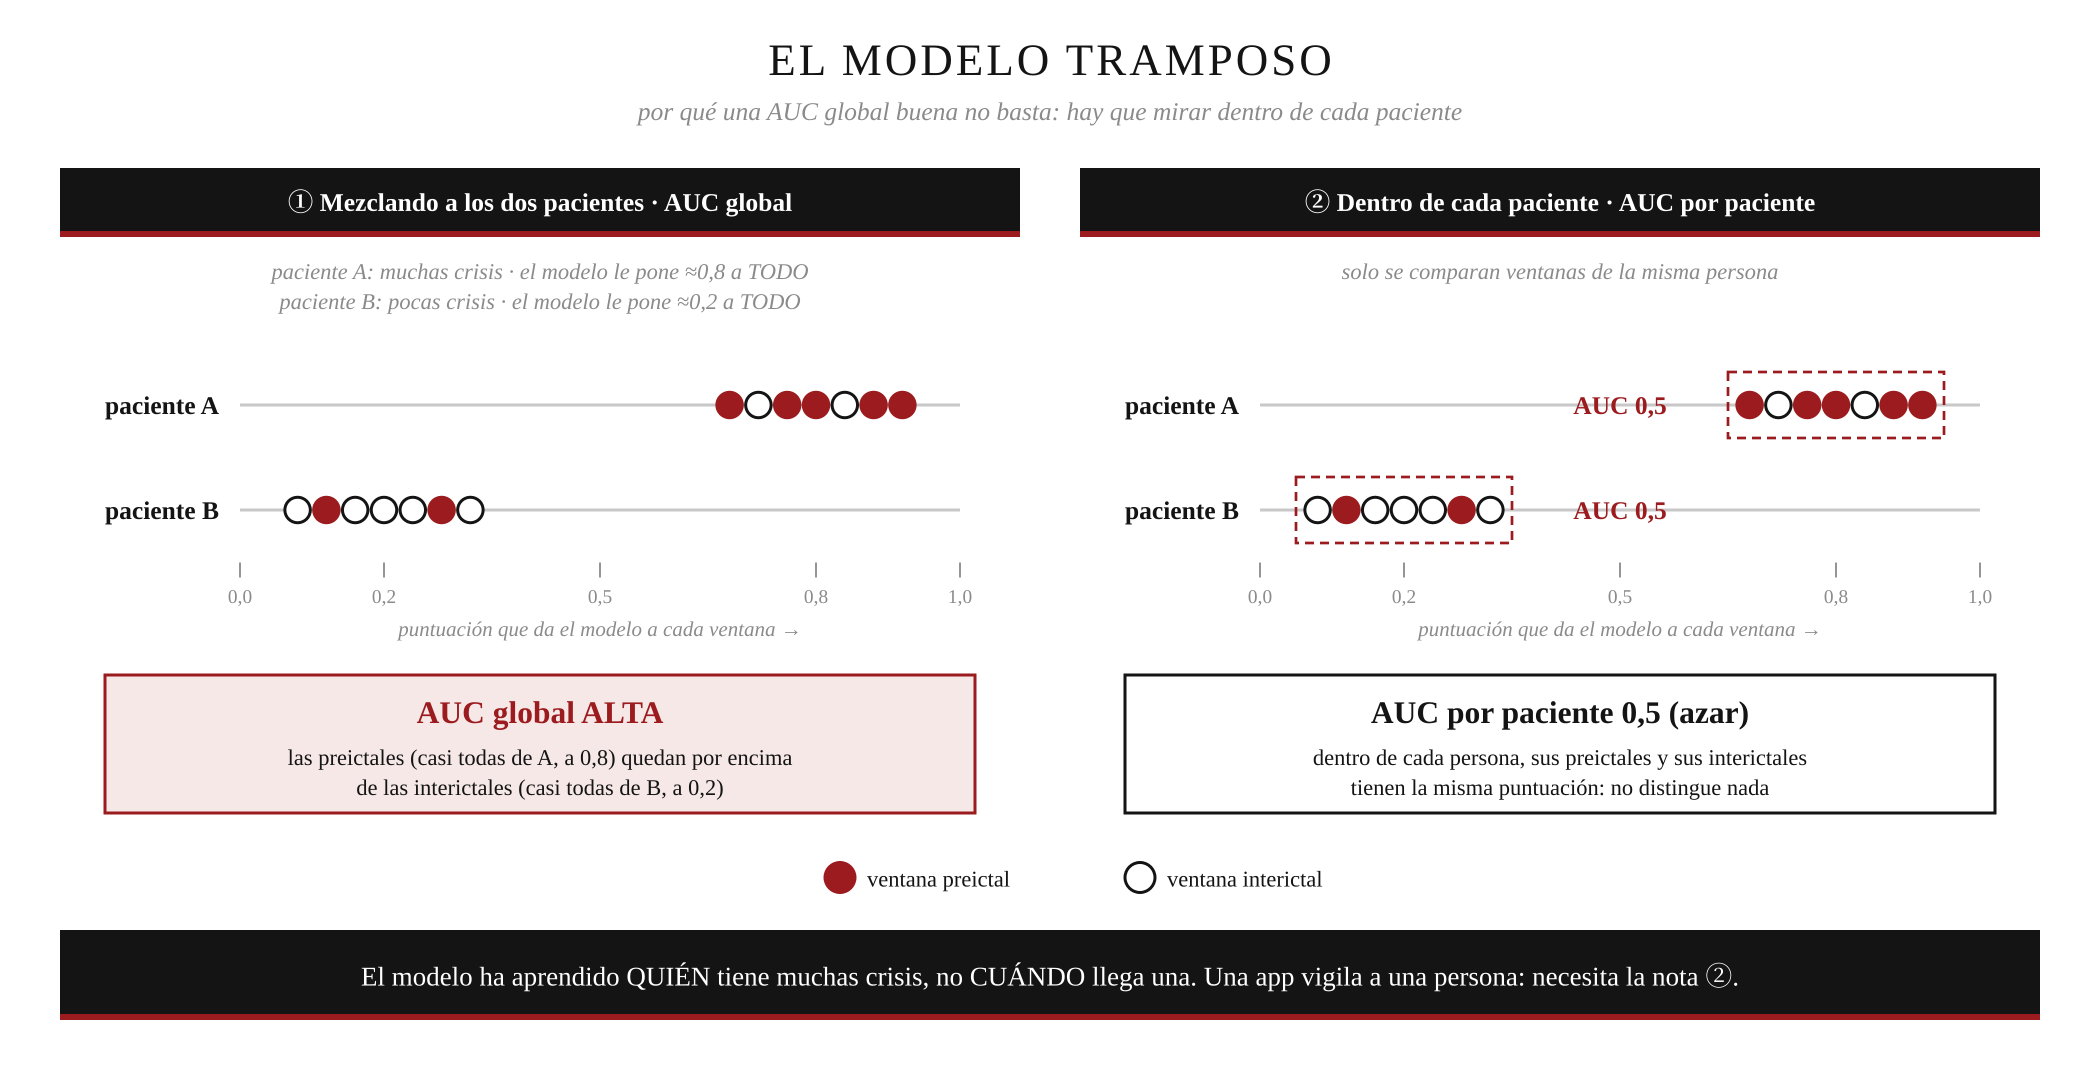 EL MODELO TRAMPOSO
por qué una AUC global buena no basta: hay que mirar dentro de cada paciente
① Mezclando a los dos pacientes · AUC global
paciente A: muchas crisis · el modelo le pone ≈0,8 a TODO
paciente B: pocas crisis · el modelo le pone ≈0,2 a TODO
paciente A
paciente B
0,0 0,2 0,5 0,8 1,0
puntuación que da el modelo a cada ventana →
AUC global ALTA
las preictales (casi todas de A, a 0,8) quedan por encima
de las interictales (casi todas de B, a 0,2)
② Dentro de cada paciente · AUC por paciente
solo se comparan ventanas de la misma persona
paciente A AUC 0,5
paciente B AUC 0,5
0,0 0,2 0,5 0,8 1,0
puntuación que da el modelo a cada ventana →
AUC por paciente 0,5 (azar)
dentro de cada persona, sus preictales y sus interictales
tienen la misma puntuación: no distingue nada
ventana preictal
ventana interictal
El modelo ha aprendido QUIÉN tiene muchas crisis, no CUÁNDO llega una. Una app vigila a una persona: necesita la nota ②.